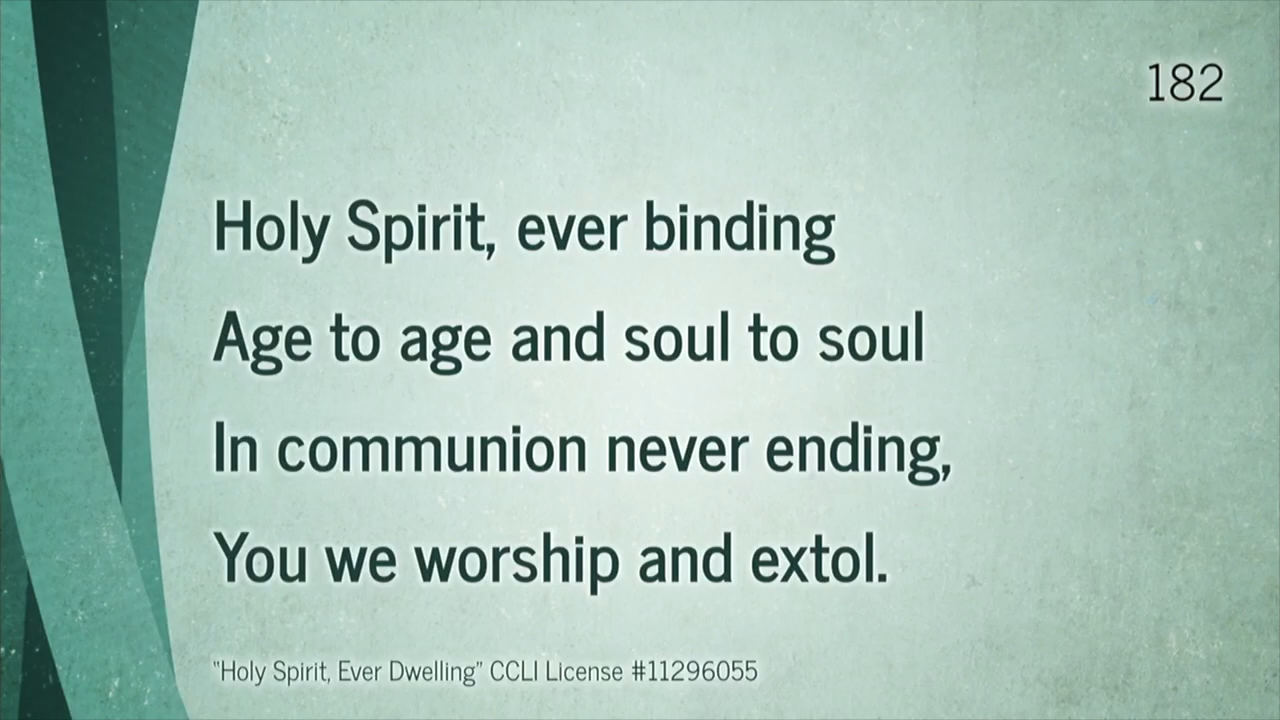 182
Holy Spirit, ever binding
Age to age and soul to soul
In communion never ending,
You we worship and extol.
"Holy Spirit, Ever Dwelling" CCLI License #11296055